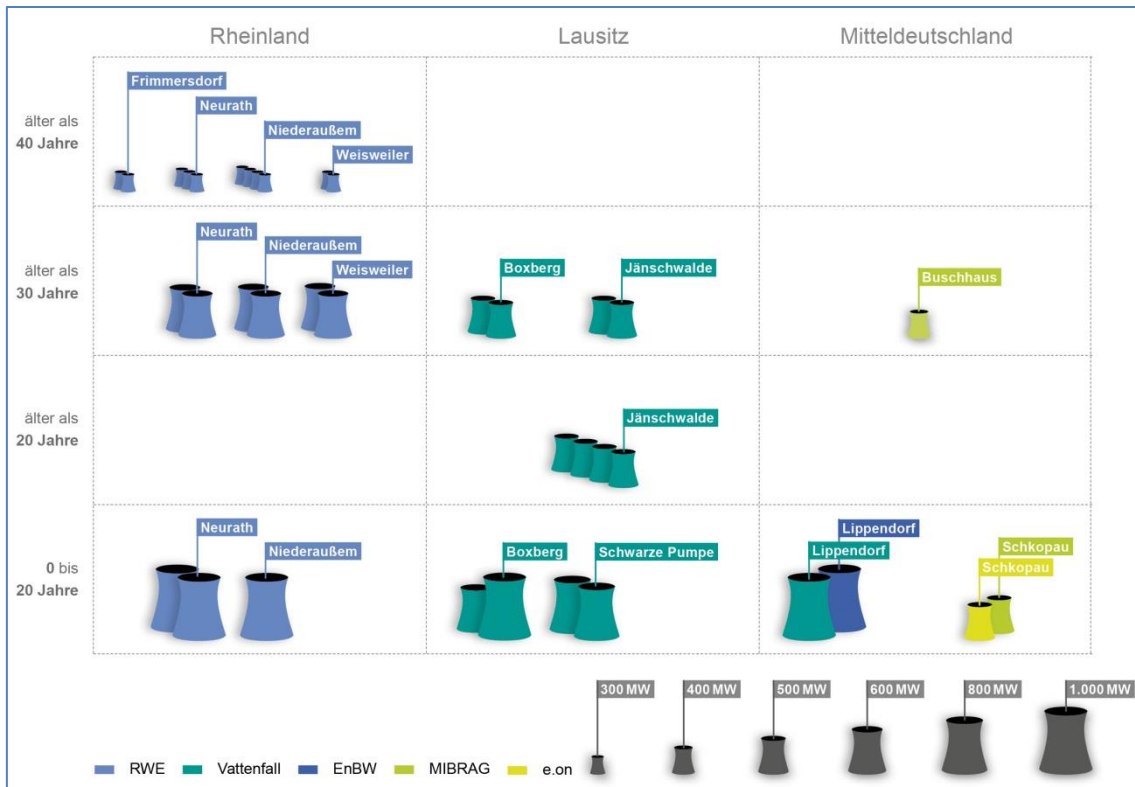 Rheinland
Lausitz
Mitteldeutschland
älter als
40 Jahre
Frimmersdorf
Neurath
Niederaußem
Weisweiler
älter als
30 Jahre
Neurath
Niederaußem
Weisweiler
Boxberg
Jänschwalde
Buschhaus
älter als
20 Jahre
Jänschwalde
0 bis
20 Jahre
Neurath
Niederaußem
Boxberg
Schwarze Pumpe
Lippendorf
Lippendorf
Schkopau
Schkopau
300 MW
400 MW
500 MW
600 MW
800 MW
1.000 MW
RWE
Vattenfall
EnBW
MIBRAG
e.on